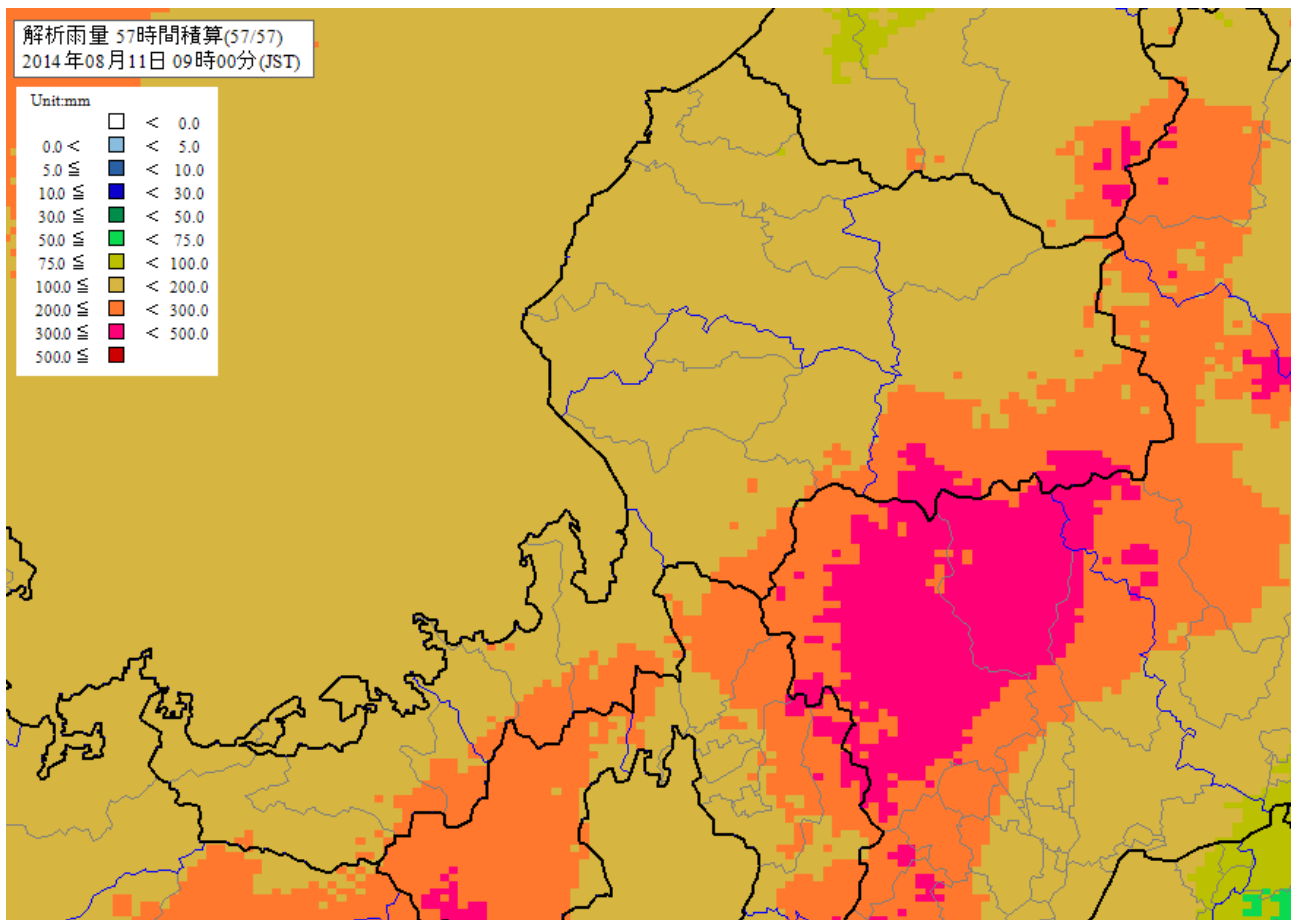 解析雨量 57時間積算(57/57)
2014年08月11日 09時00分(JST)
Unit:mm
< 0.0
0.0 < < 5.0
5.0 ≦ < 10.0
10.0 ≦ < 30.0
30.0 ≦ < 50.0
50.0 ≦ < 75.0
75.0 ≦ < 100.0
100.0 ≦ < 200.0
200.0 ≦ < 300.0
300.0 ≦ < 500.0
500.0 ≦